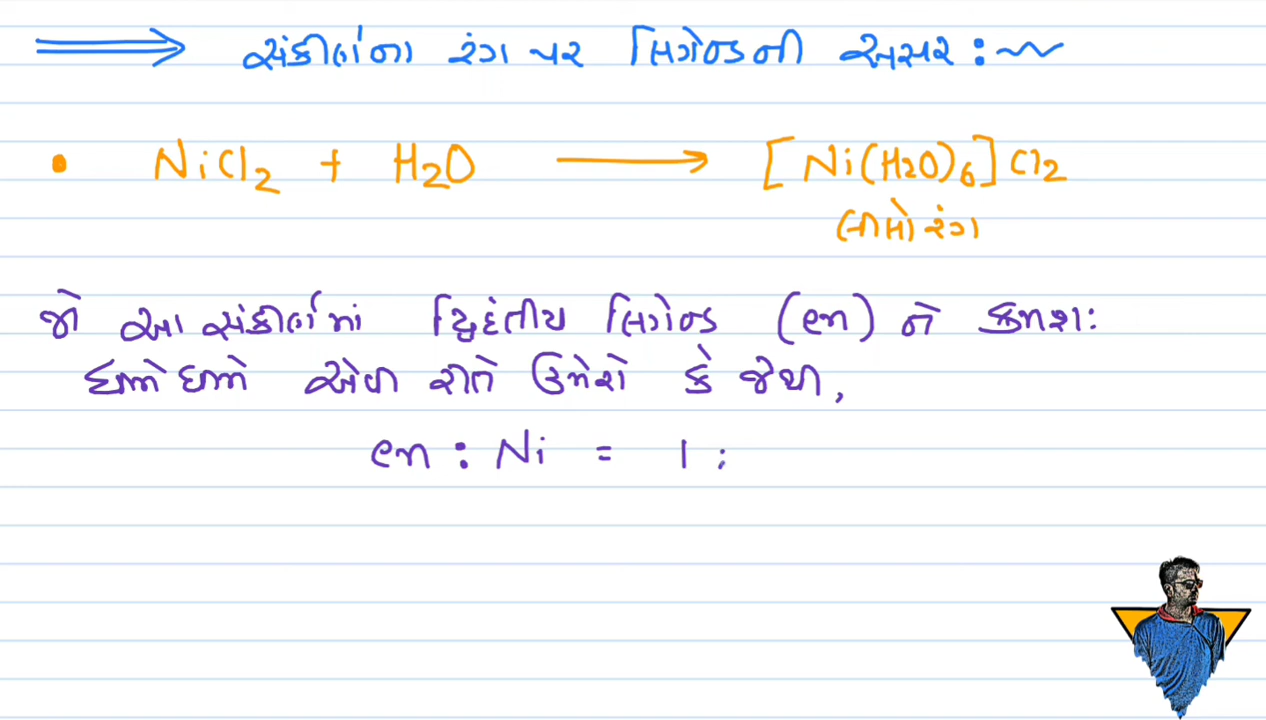 સંકીર્ણના રંગ પર લિગેન્ડની અસર :~
• NiCl2 + H2O ⟶ [Ni(H2O)6]Cl2
(લીલો રંગ
જો આ સંકીર્ણમાં દ્વિદંતીય લિગેન્ડ (en) ને ક્રમશઃ
ધીમે ધીમે એવી રીતે ઉમેરો કે જેથી,
en : Ni = 1 :